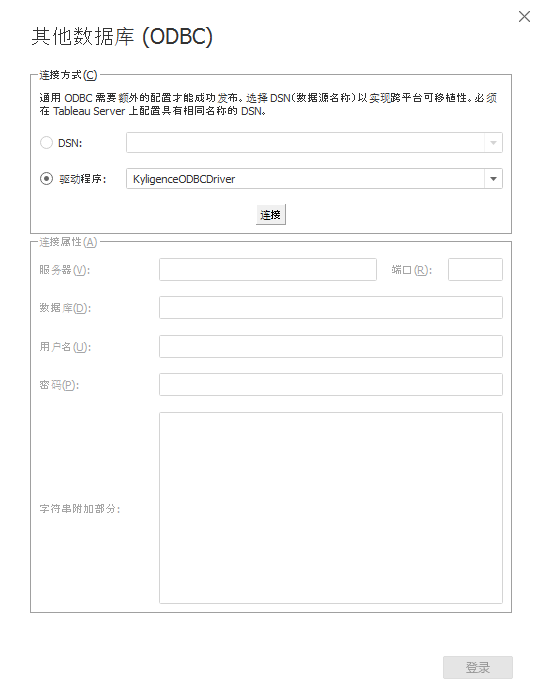 其他数据库 (ODBC)
连接方式(C)
通用 ODBC 需要额外的配置才能成功发布。选择 DSN(数据源名称)以实现跨平台可移植性。必须
在 Tableau Server 上配置具有相同名称的 DSN。
DSN:
驱动程序: KyligenceODBCDriver
连接
连接属性(A)
服务器(V): 端口(R):
数据库(D):
用户名(U):
密码(P):
字符串附加部分:
登录